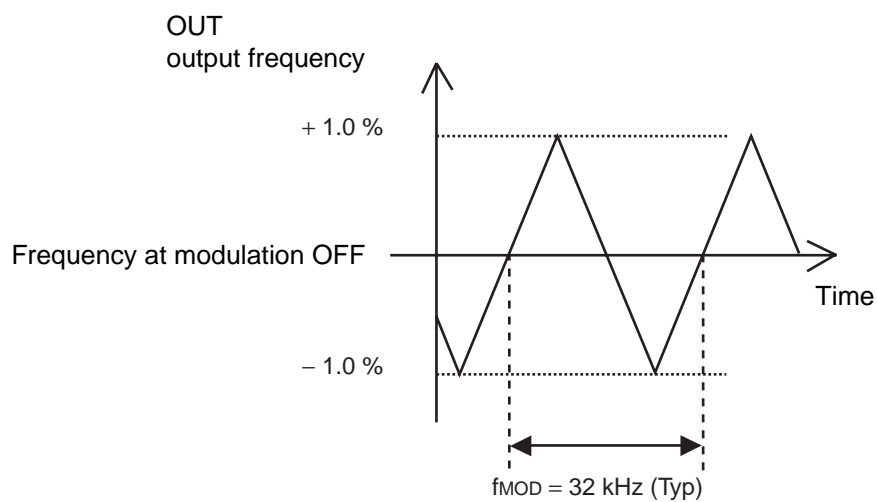 OUT
output frequency
+ 1.0 %
Frequency at modulation OFF
Time
− 1.0 %
fMOD = 32 kHz (Typ)